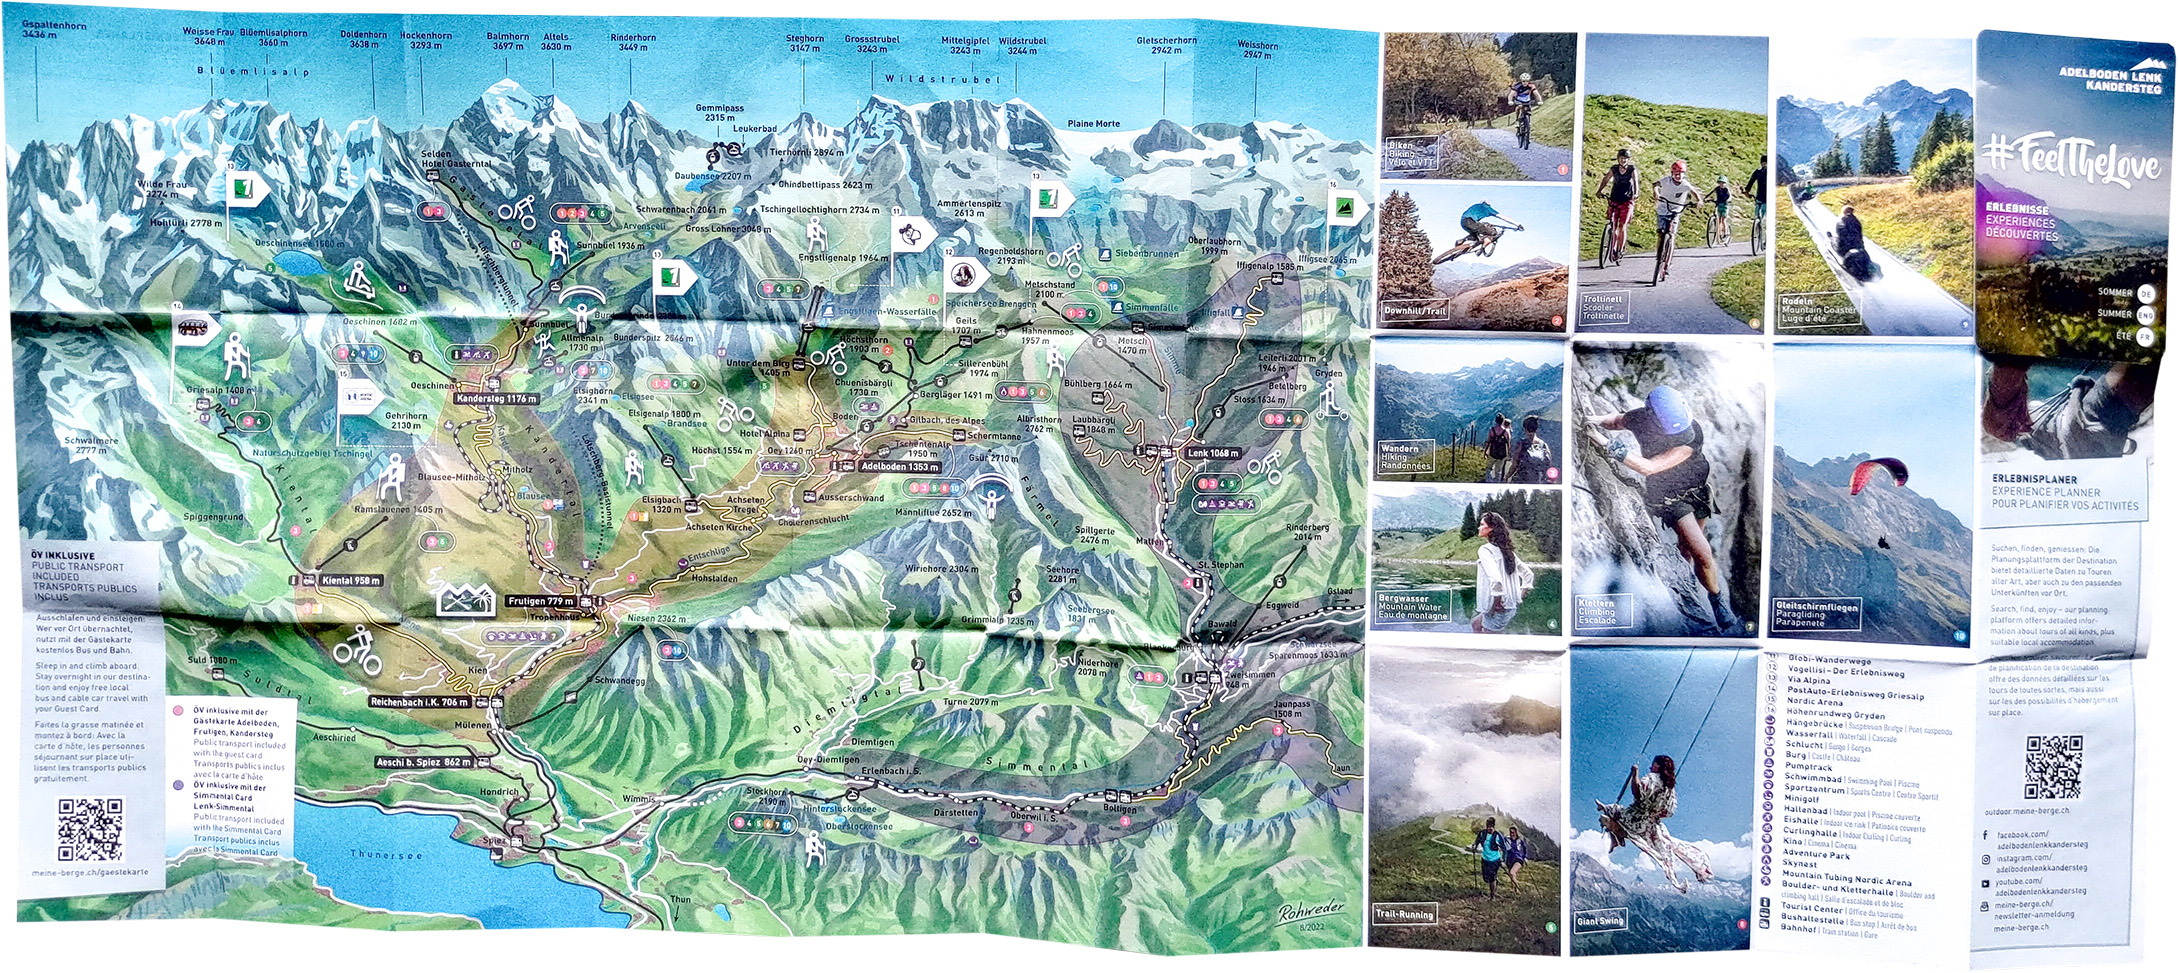 Gspaltenhorn
3436 m
Weisse Frau
3648 m
Blüemlisalphorn
3660 m
Doldenhorn
3638 m
Hockenhorn
3293 m
Balmhorn
3697 m
Altels
3630 m
Rinderhorn
3449 m
Steghorn
3147 m
Grossstrubel
3243 m
Mittelgipfel
3243 m
Wildstrubel
3244 m
Gletscherhorn
2942 m
Weisshorn
2947 m
Blüemlisalp
Wildstrubel
Gemmipass
2315 m
Leukerbad
Plaine Morte
Daubensee 2207 m
Tierhörnli 2894 m
Chindbettipass 2623 m
Selden
Hotel Gasterntal
Gasterntal
Wilde Frau
3274 m
Hohtürli 2778 m
Schwarenbach 2061 m
Tschingellochtighorn 2734 m
Ammertenspitz
2613 m
Arvenseeli
Gross Lohner 3048 m
Oeschinensee 1580 m
Sunnbüel 1936 m
Engstligenalp 1964 m
Regenboldshorn
2193 m
Siebenbrunnen
Oberlaubhorn
1999 m
Iffigenalp 1585 m
Iffigsee 2065 m
Lötschbergtunnel
Metschstand
2100 m
Speichersee Brenggen
Simmenfälle
Iffigfall
Engstligen-Wasserfälle
Oeschinen 1682 m
Sunnbüel
Allmenalp
1730 m
Bunderspitz 2546 m
Geils
1707 m
Hahnenmoos
1957 m
Metsch
1470 m
Höchsthorn
1903 m
Unter dem Birg
1405 m
Sillerenbühl
1974 m
Leiterli 2001 m
1946 m
Betelberg
Gryden
Stoss 1634 m
Oeschinen
Kandersteg 1176 m
Elsighorn
2341 m
Elsigsee
Chuenisbärgli
1730 m
Bergläger 1491 m
Bühlberg 1664 m
Griesalp 1408 m
Gehrihorn
2130 m
Elsigenalp 1800 m
Brandsee
Boden
Gilbach, des Alpes
Albristhorn
2762 m
Laubbärgli
1848 m
Hotel Alpina
Schermtanne
Schwalmere
2777 m
Naturschutzgebiet Tschingel
Höchst 1554 m
Oey 1260 m
TschentenAlp
1950 m
Gsür 2710 m
Lenk 1068 m
Kandertal
Lötschberg-Basistunnel
Mitholz
Blausee-Mitholz
Adelboden 1353 m
Blausee
Färmel
Kiental
Ramslauenen 1405 m
Elsigbach
1320 m
Achseten
Tregel
Ausserschwand
Spiggengrund
Achseten Kirche
Cholerenschlucht
Mannliflue 2652 m
Spillgerte
2476 m
Matten
Rinderberg
2014 m
Entschlige
Wiriehore 2304 m
Seehore
2281 m
St. Stephan
Kiental 958 m
Hohstalden
Frutigen 779 m
Tropenhaus
Niesen 2362 m
Grimmialp 1235 m
Seebergsee
1831 m
Eggweid
Gstaad
Bawald
Schwarzsee
Sparenmoos 1633 m
Niderhore
2078 m
Zweisimmen
948 m
Suld 1080 m
Suldtal
Kien
Schwandegg
Reichenbach i.K. 706 m
Mülenen
Diemtigtal
Turne 2079 m
Jaunpass
1508 m
Aeschiried
Diemtigen
Aeschi b. Spiez 862 m
Oey-Diemtigen
Simmental
Jaun
Erlenbach i.S.
Hondrich
Wimmis
Stockhorn
2190 m
Hinterstockensee
Oberstockensee
Därstetten
Oberwil i. S.
Boltigen
Spiez
Thunersee
Thun
Rohweder
8/2022
ÖV INKLUSIVE
PUBLIC TRANSPORT
INCLUDED
TRANSPORTS PUBLICS
INCLUS
Ausschlafen und einsteigen:
Wer vor Ort übernachtet,
nutzt mit der Gästekarte
kostenlos Bus und Bahn.
Sleep in and climb aboard.
Stay overnight in our destina-
tion and enjoy free local
bus and cable car travel with
your Guest Card.
Faites la grasse matinée et
montez à bord: Avec la
carte d'hôte, les personnes
séjournant sur place uti-
lisent les transports publics
gratuitement.
meine-berge.ch/gaestekarte
ÖV inklusive mit der
Gästekarte Adelboden,
Frutigen, Kandersteg
Public transport included
with the guest card
Transports publics inclus
avec la carte d'hôte
ÖV inklusive mit der
Simmental Card
Lenk-Simmental
Public transport included
with the Simmental Card
Transport publics inclus
avec la Simmental Card
Biken
Biking
Vélo et VTT
Downhill/Trail
Trottinett
Scooter
Trottinette
Rodeln
Mountain Coaster
Luge d'été
Wandern
Hiking
Randonnées
Bergwasser
Mountain Water
Eau de montagne
Klettern
Climbing
Escalade
Gleitschirmfliegen
Paragliding
Parapenete
Trail-Running
Giant Swing
11 Globi-Wanderwege
12 Vogellisi - Der Erlebnisweg
13 Via Alpina
14 PostAuto-Erlebnisweg Griesalp
15 Nordic Arena
16 Höhenrundweg Gryden
Hängebrücke | Suspension Bridge | Pont suspendu
Wasserfall | Waterfall | Cascade
Schlucht | Gorge | Gorges
Burg | Castle | Château
Pumptrack
Schwimmbad | Swimming Pool | Piscine
Sportzentrum | Sports Centre | Centre Sportif
Minigolf
Hallenbad | Indoor pool | Piscine couverte
Eishalle | Indoor ice rink | Patinoire couverte
Curlinghalle | Indoor Curling | Curling
Kino | Cinema | Cinema
Adventure Park
Skynest
Mountain Tubing Nordic Arena
Boulder- und Kletterhalle | Boulder and
climbing hall | Salle d'escalade et de bloc
Tourist Center | Office du tourisme
Bushaltestelle | Bus stop | Arrêt de bus
Bahnhof | Train station | Gare
ADELBODEN LENK
KANDERSTEG
#FeelTheLove
ERLEBNISSE
EXPERIENCES
DÉCOUVERTES
SOMMER DE
SUMMER ENG
ÉTÉ FR
ERLEBNISPLANER
EXPERIENCE PLANNER
POUR PLANIFIER VOS ACTIVITÉS
Suchen, finden, geniessen: Die
Planungsplattform der Destination
bietet detaillierte Daten zu Touren
aller Art, aber auch zu den passenden
Unterkünften vor Ort.
Search, find, enjoy – our planning
platform offers detailed infor-
mation about tours of all kinds, plus
suitable local accommodation.
de planification de la destination
offre des données détaillées sur les
tours de toutes sortes, mais aussi
sur les des possibilités d'hébergement
sur place.
outdoor.meine-berge.ch
facebook.com/
adelbodenlenkkandersteg
instagram.com/
adelbodenlenkkandersteg
youtube.com/
adelbodenlenkkandersteg
meine-berge.ch/
newsletter-anmeldung
meine-berge.ch